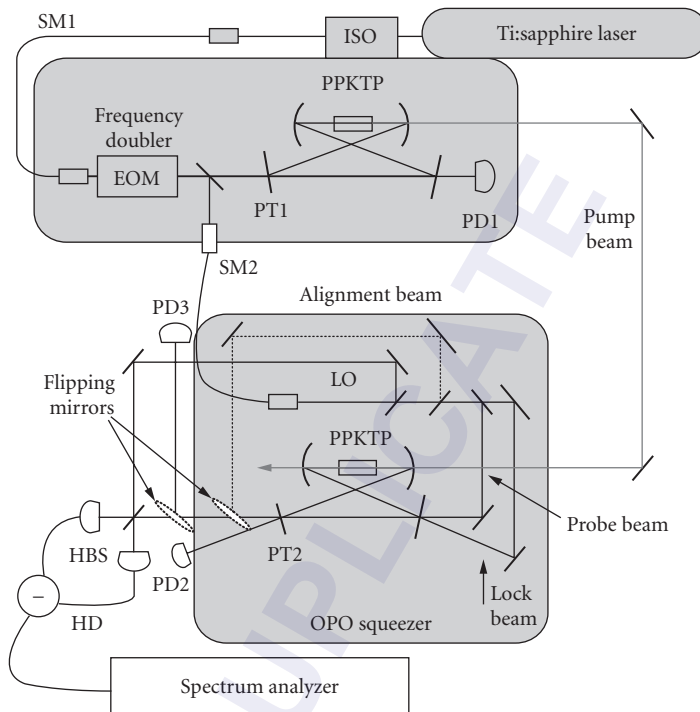 SM1
ISO
Ti:sapphire laser
PPKTP
Frequency
doubler
EOM
PT1
PD1
Pump
beam
SM2
Alignment beam
PD3
LO
Flipping
mirrors
PPKTP
Probe beam
HBS
PD2
PT2
−
HD
Lock
beam
OPO squeezer
Spectrum analyzer
UPLICATE